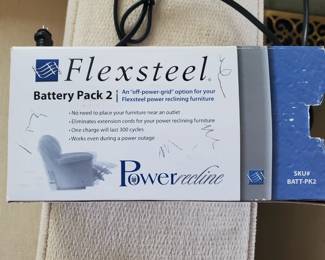 Flexsteel®
Battery Pack 2
An "off-power-grid" option for your
Flexsteel power reclining furniture
• No need to place your furniture near an outlet
• Eliminates extension cords for your power reclining furniture
• One charge will last 300 cycles
• Works even during a power outage
Powerrecline
SKU#
BATT-PK2